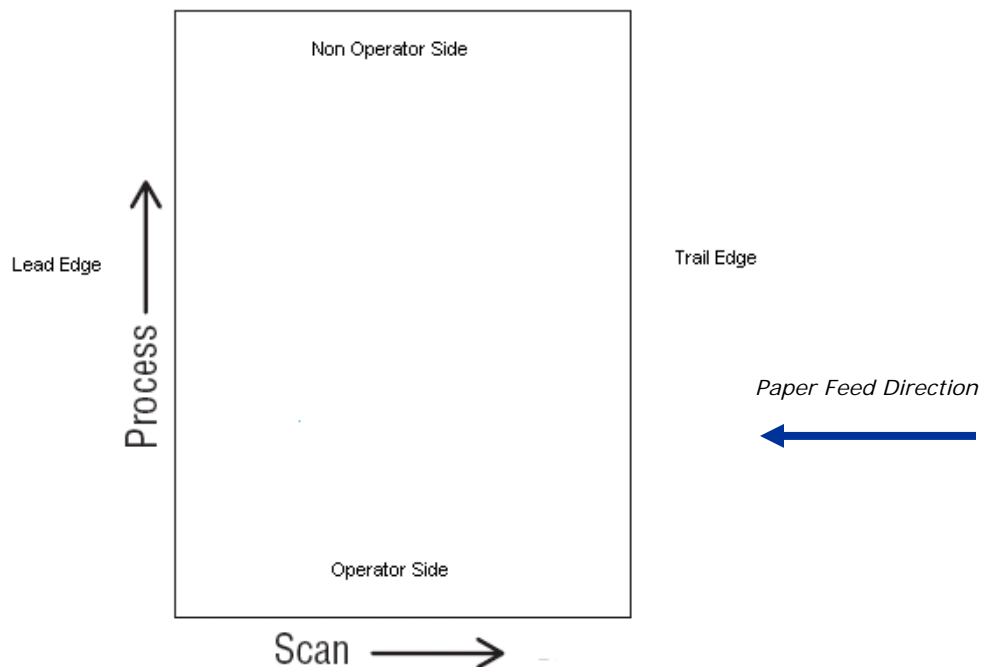 Non Operator Side
Lead Edge
Process
Trail Edge
Paper Feed Direction
Operator Side
Scan